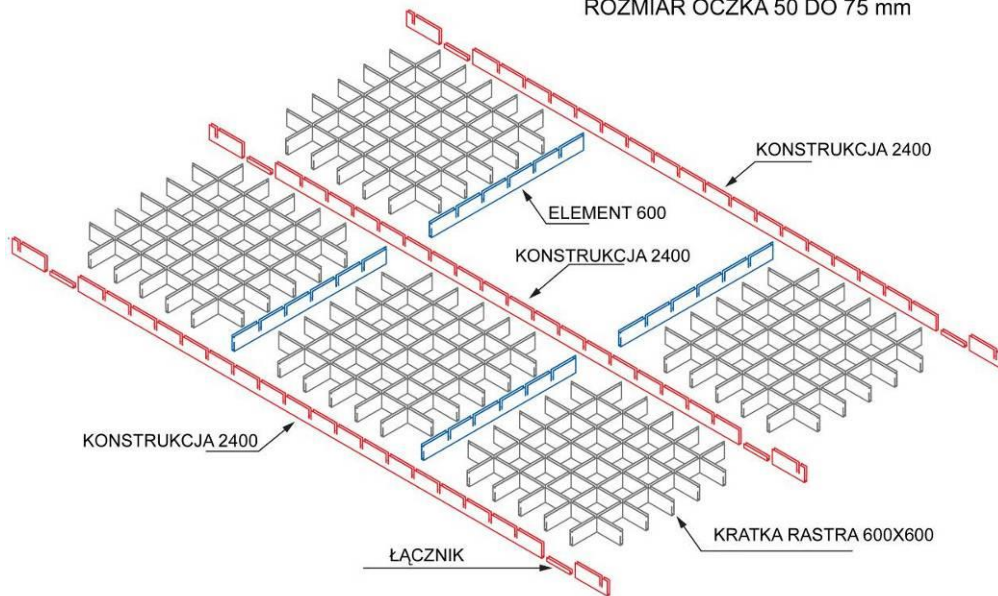 ROZMIAR OCZKA 50 DO 75 mm
KONSTRUKCJA 2400
ELEMENT 600
KONSTRUKCJA 2400
KONSTRUKCJA 2400
KRATKA RASTRA 600X600
ŁĄCZNIK